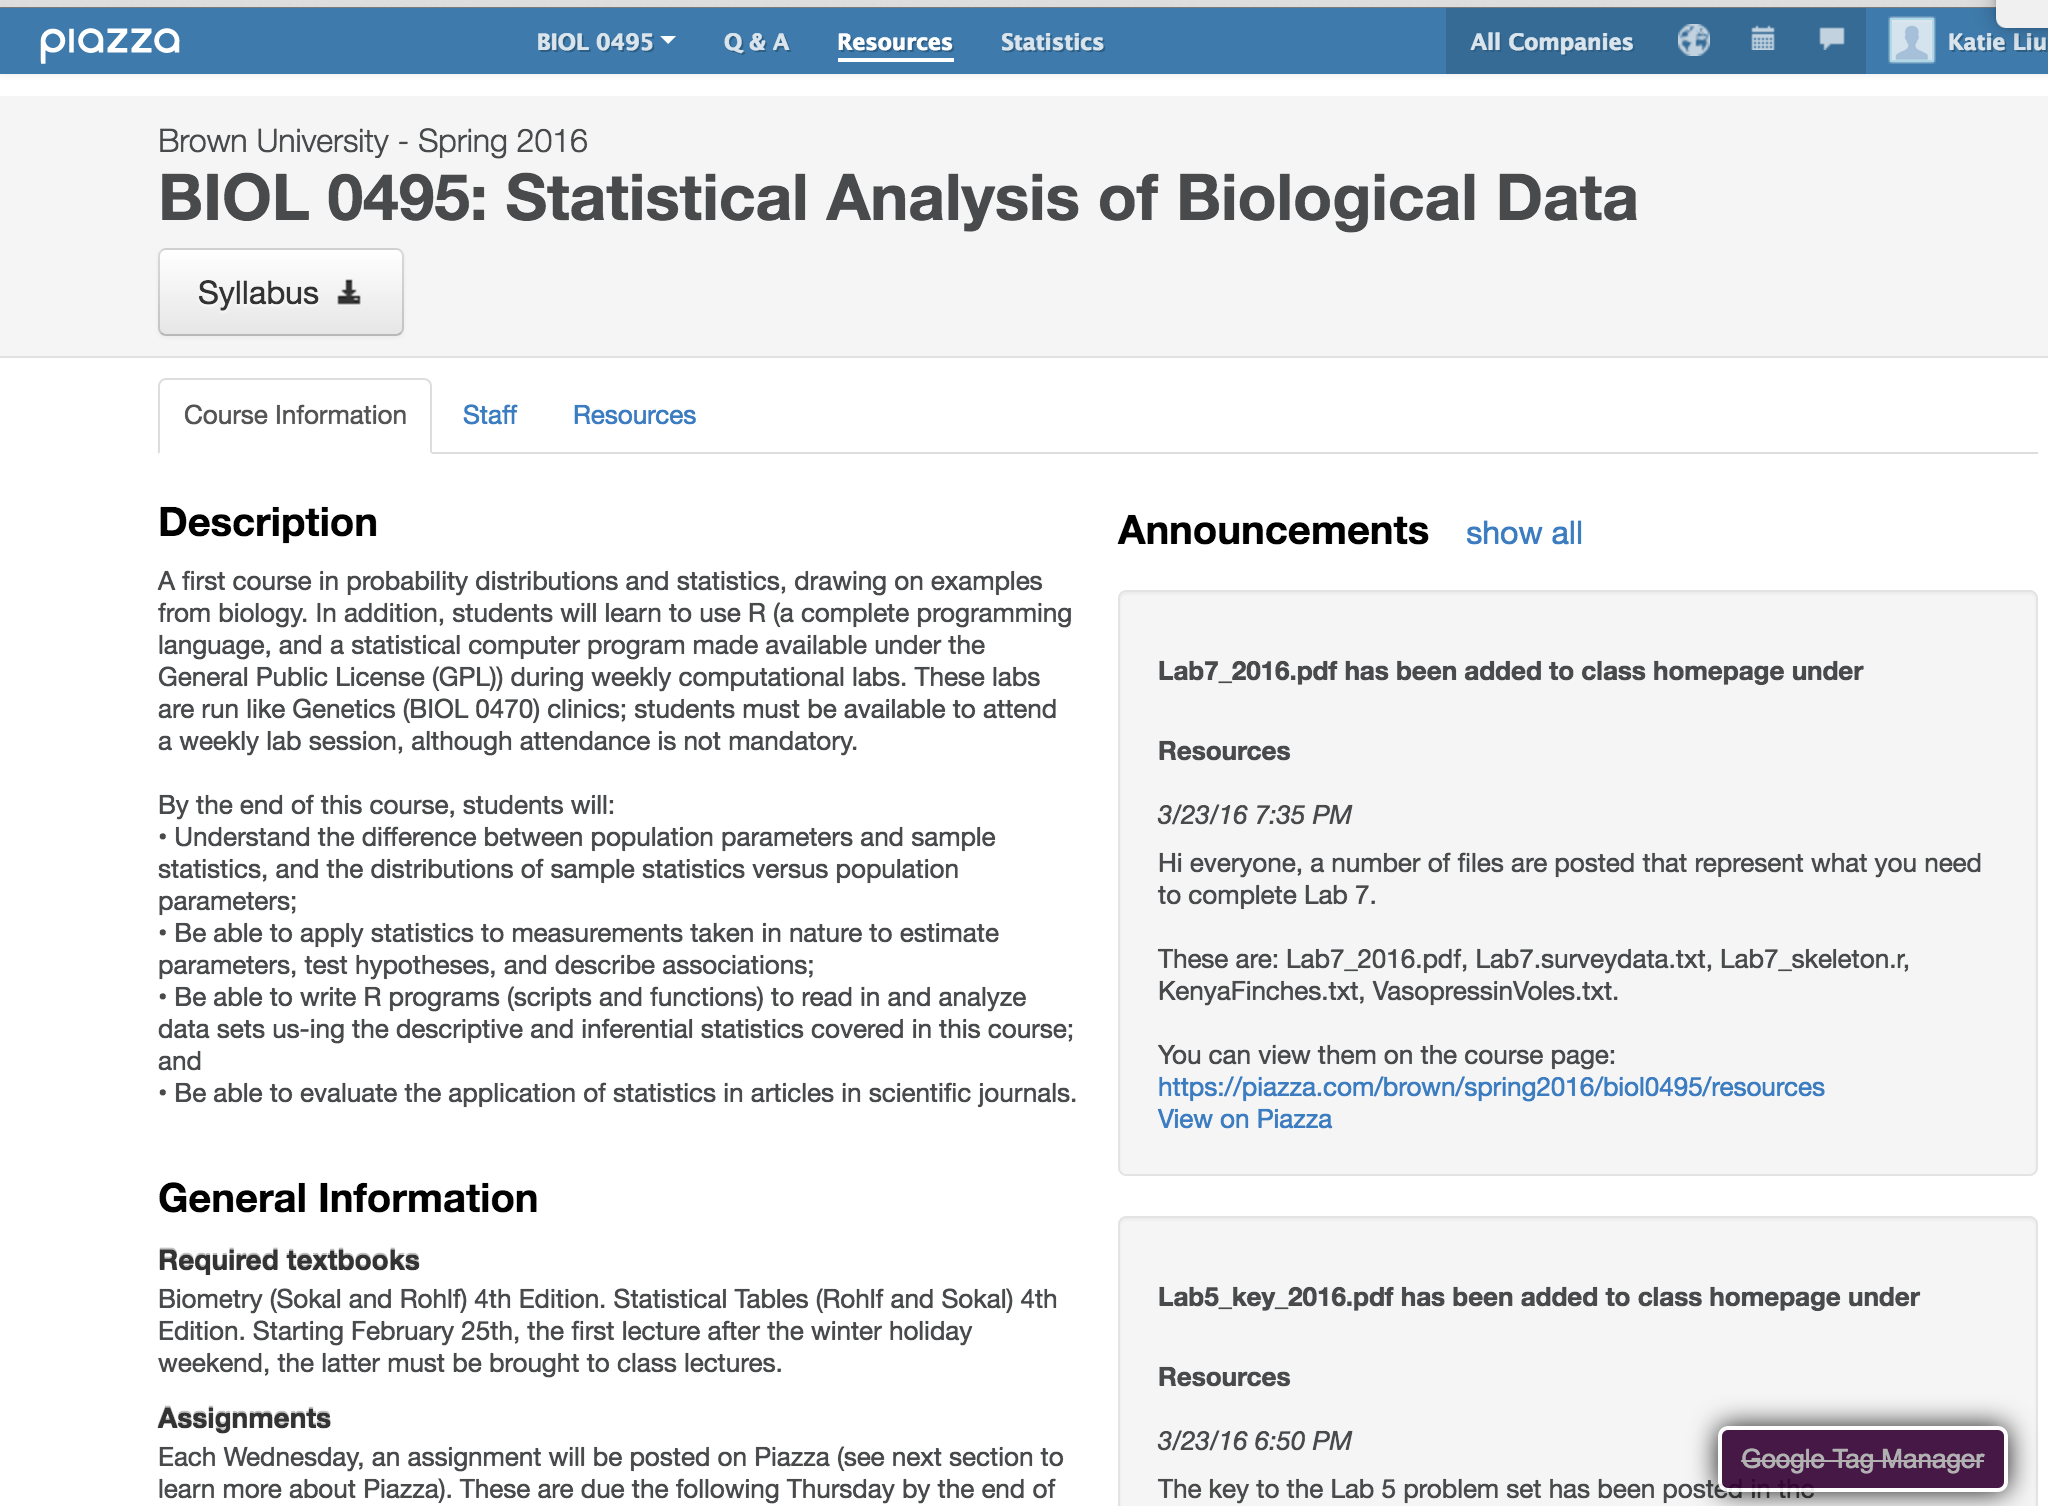 piazza
BIOL 0495
Q & A
Resources
Statistics
All Companies
Katie Liu
Brown University - Spring 2016
BIOL 0495: Statistical Analysis of Biological Data
Syllabus
Course Information
Staff
Resources
Description
A first course in probability distributions and statistics, drawing on examples
from biology. In addition, students will learn to use R (a complete programming
language, and a statistical computer program made available under the
General Public License (GPL)) during weekly computational labs. These labs
are run like Genetics (BIOL 0470) clinics; students must be available to attend
a weekly lab session, although attendance is not mandatory.
By the end of this course, students will:
• Understand the difference between population parameters and sample
statistics, and the distributions of sample statistics versus population
parameters;
• Be able to apply statistics to measurements taken in nature to estimate
parameters, test hypotheses, and describe associations;
• Be able to write R programs (scripts and functions) to read in and analyze
data sets us-ing the descriptive and inferential statistics covered in this course;
and
• Be able to evaluate the application of statistics in articles in scientific journals.
General Information
Required textbooks
Biometry (Sokal and Rohlf) 4th Edition. Statistical Tables (Rohlf and Sokal) 4th
Edition. Starting February 25th, the first lecture after the winter holiday
weekend, the latter must be brought to class lectures.
Assignments
Each Wednesday, an assignment will be posted on Piazza (see next section to
learn more about Piazza). These are due the following Thursday by the end of
Announcements
show all
Lab7_2016.pdf has been added to class homepage under
Resources
3/23/16 7:35 PM
Hi everyone, a number of files are posted that represent what you need
to complete Lab 7.
These are: Lab7_2016.pdf, Lab7.surveydata.txt, Lab7_skeleton.r,
KenyaFinches.txt, VasopressinVoles.txt.
You can view them on the course page:
https://piazza.com/brown/spring2016/biol0495/resources
View on Piazza
Lab5_key_2016.pdf has been added to class homepage under
Resources
3/23/16 6:50 PM
The key to the Lab 5 problem set has been posted in the
Google Tag Manager